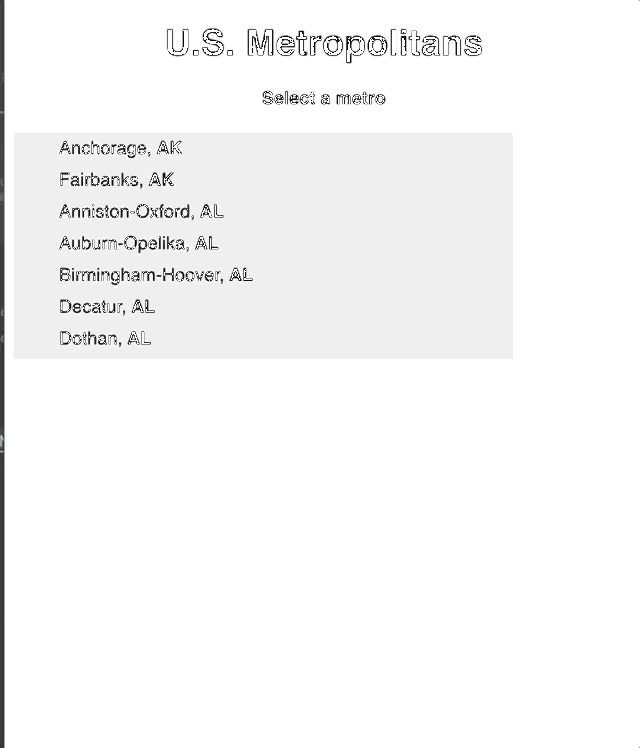 U.S. Metropolitans
Select a metro
Anchorage, AK
Fairbanks, AK
Anniston-Oxford, AL
Auburn-Opelika, AL
Birmingham-Hoover, AL
Decatur, AL
Dothan, AL